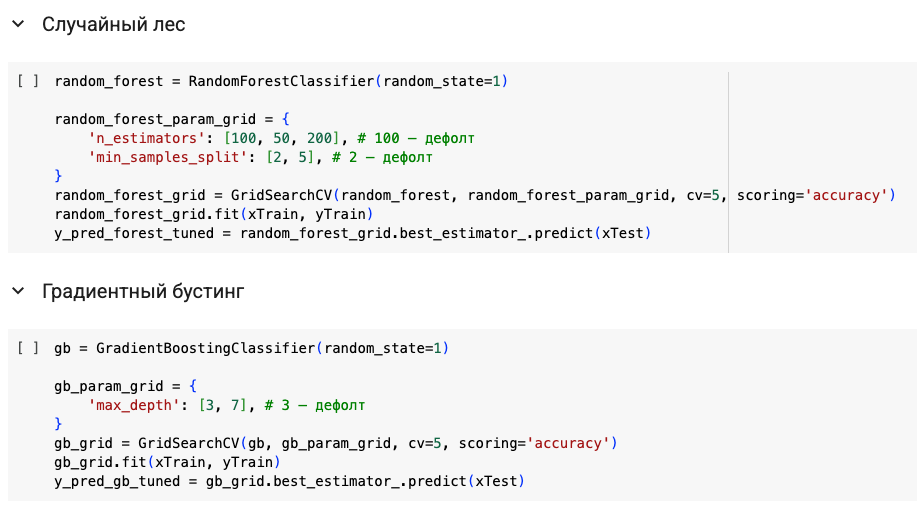 Случайный лес
[ ] random_forest = RandomForestClassifier(random_state=1)
random_forest_param_grid = {
'n_estimators': [100, 50, 200], # 100 — дефолт
'min_samples_split': [2, 5], # 2 — дефолт
}
random_forest_grid = GridSearchCV(random_forest, random_forest_param_grid, cv=5, scoring='accuracy')
random_forest_grid.fit(xTrain, yTrain)
y_pred_forest_tuned = random_forest_grid.best_estimator_.predict(xTest)
Градиентный бустинг
[ ] gb = GradientBoostingClassifier(random_state=1)
gb_param_grid = {
'max_depth': [3, 7], # 3 — дефолт
}
gb_grid = GridSearchCV(gb, gb_param_grid, cv=5, scoring='accuracy')
gb_grid.fit(xTrain, yTrain)
y_pred_gb_tuned = gb_grid.best_estimator_.predict(xTest)